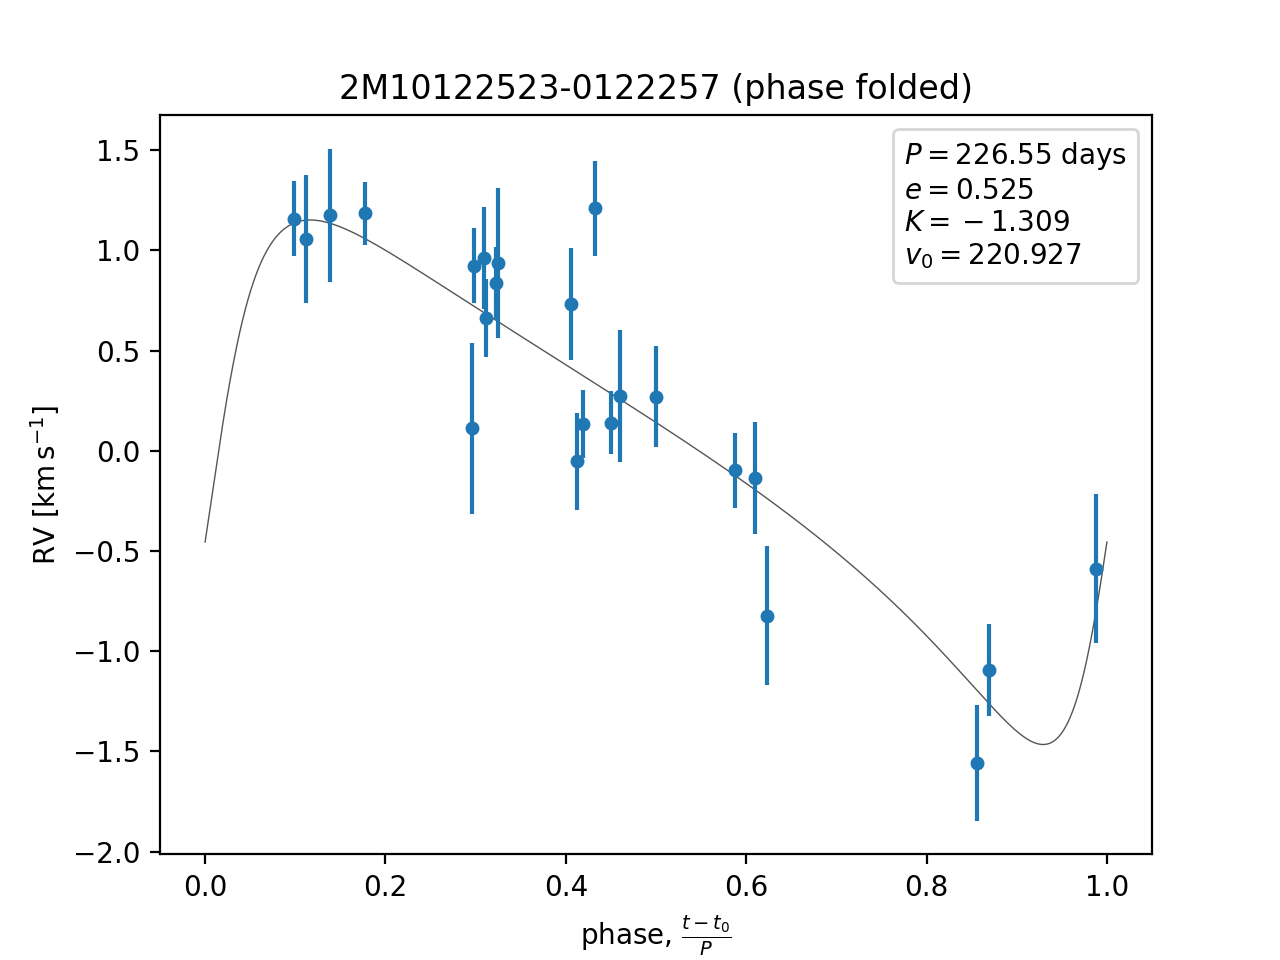 2M10122523-0122257 (phase folded)
P = 226.55 days
e = 0.525
K = −1.309
v₀ = 220.927
RV [km s⁻¹]
1.5
1.0
0.5
0.0
−0.5
−1.0
−1.5
−2.0
0.0 0.2 0.4 0.6 0.8 1.0
phase, (t − t₀)/P